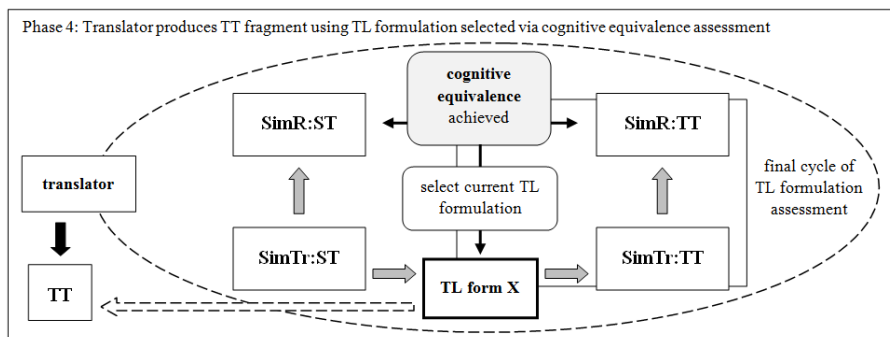 Phase 4: Translator produces TT fragment using TL formulation selected via cognitive equivalence assessment
cognitive
equivalence
achieved
SimR:ST
SimR:TT
translator
select current TL
formulation
final cycle of
TL formulation
assessment
SimTr:ST
SimTr:TT
TL form X
TT